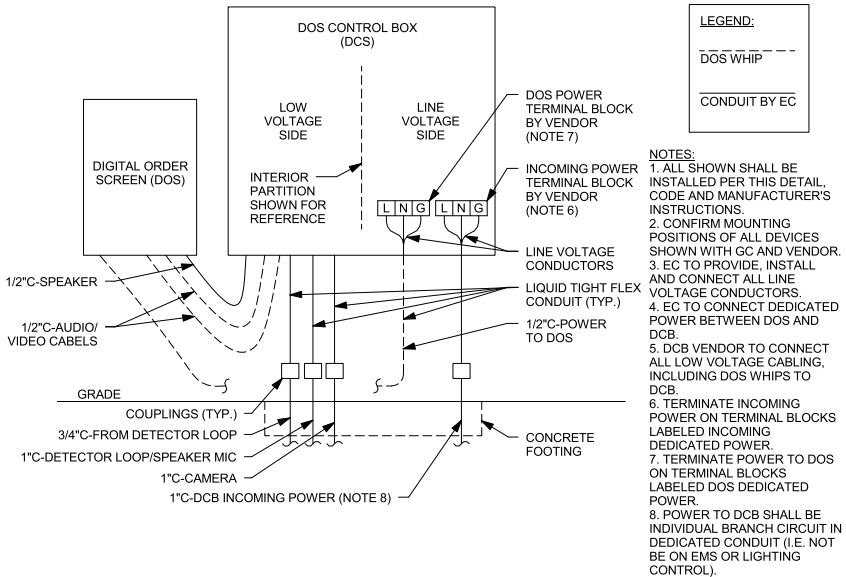 DOS CONTROL BOX
(DCS)
LOW
VOLTAGE
SIDE
LINE
VOLTAGE
SIDE
INTERIOR
PARTITION
SHOWN FOR
REFERENCE
L N G
L N G
DIGITAL ORDER
SCREEN (DOS)
DOS POWER
TERMINAL BLOCK
BY VENDOR
(NOTE 7)
INCOMING POWER
TERMINAL BLOCK
BY VENDOR
(NOTE 6)
LINE VOLTAGE
CONDUCTORS
LIQUID TIGHT FLEX
CONDUIT (TYP.)
1/2"C-POWER
TO DOS
1/2"C-SPEAKER
1/2"C-AUDIO/
VIDEO CABELS
GRADE
COUPLINGS (TYP.)
3/4"C-FROM DETECTOR LOOP
1"C-DETECTOR LOOP/SPEAKER MIC
1"C-CAMERA
1"C-DCB INCOMING POWER (NOTE 8)
CONCRETE
FOOTING
LEGEND:
DOS WHIP
CONDUIT BY EC
NOTES:
1. ALL SHOWN SHALL BE
INSTALLED PER THIS DETAIL,
CODE AND MANUFACTURER'S
INSTRUCTIONS.
2. CONFIRM MOUNTING
POSITIONS OF ALL DEVICES
SHOWN WITH GC AND VENDOR.
3. EC TO PROVIDE, INSTALL
AND CONNECT ALL LINE
VOLTAGE CONDUCTORS.
4. EC TO CONNECT DEDICATED
POWER BETWEEN DOS AND
DCB.
5. DCB VENDOR TO CONNECT
ALL LOW VOLTAGE CABLING,
INCLUDING DOS WHIPS TO
DCB.
6. TERMINATE INCOMING
POWER ON TERMINAL BLOCKS
LABELED INCOMING
DEDICATED POWER.
7. TERMINATE POWER TO DOS
ON TERMINAL BLOCKS
LABELED DOS DEDICATED
POWER.
8. POWER TO DCB SHALL BE
INDIVIDUAL BRANCH CIRCUIT IN
DEDICATED CONDUIT (I.E. NOT
BE ON EMS OR LIGHTING
CONTROL).